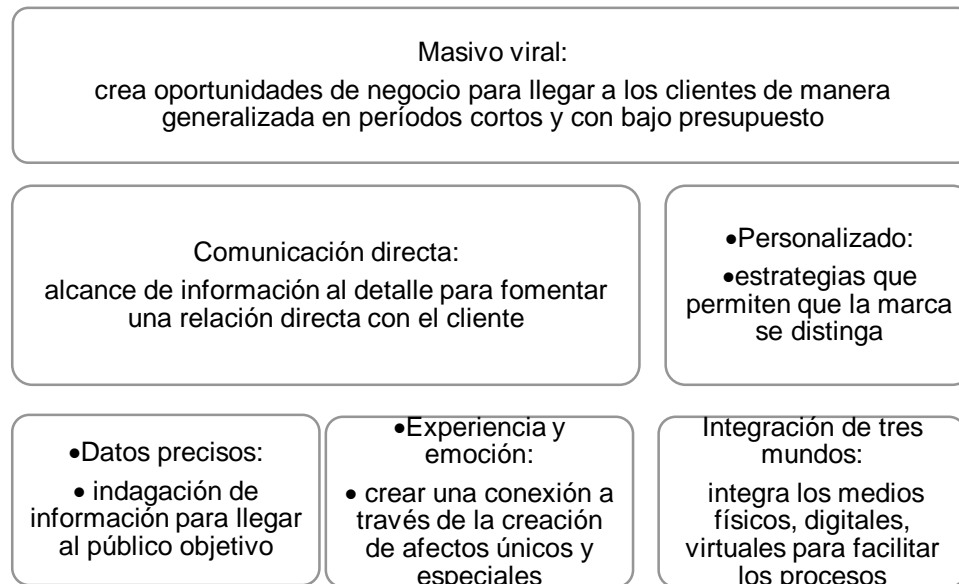 Masivo viral:
crea oportunidades de negocio para llegar a los clientes de manera
generalizada en períodos cortos y con bajo presupuesto
Comunicación directa:
alcance de información al detalle para fomentar
una relación directa con el cliente
•Personalizado:
•estrategias que
permiten que la marca
se distinga
•Datos precisos:
• indagación de
información para llegar
al público objetivo
•Experiencia y
emoción:
• crear una conexión a
través de la creación
de afectos únicos y
especiales
Integración de tres
mundos:
integra los medios
físicos, digitales,
virtuales para facilitar
los procesos